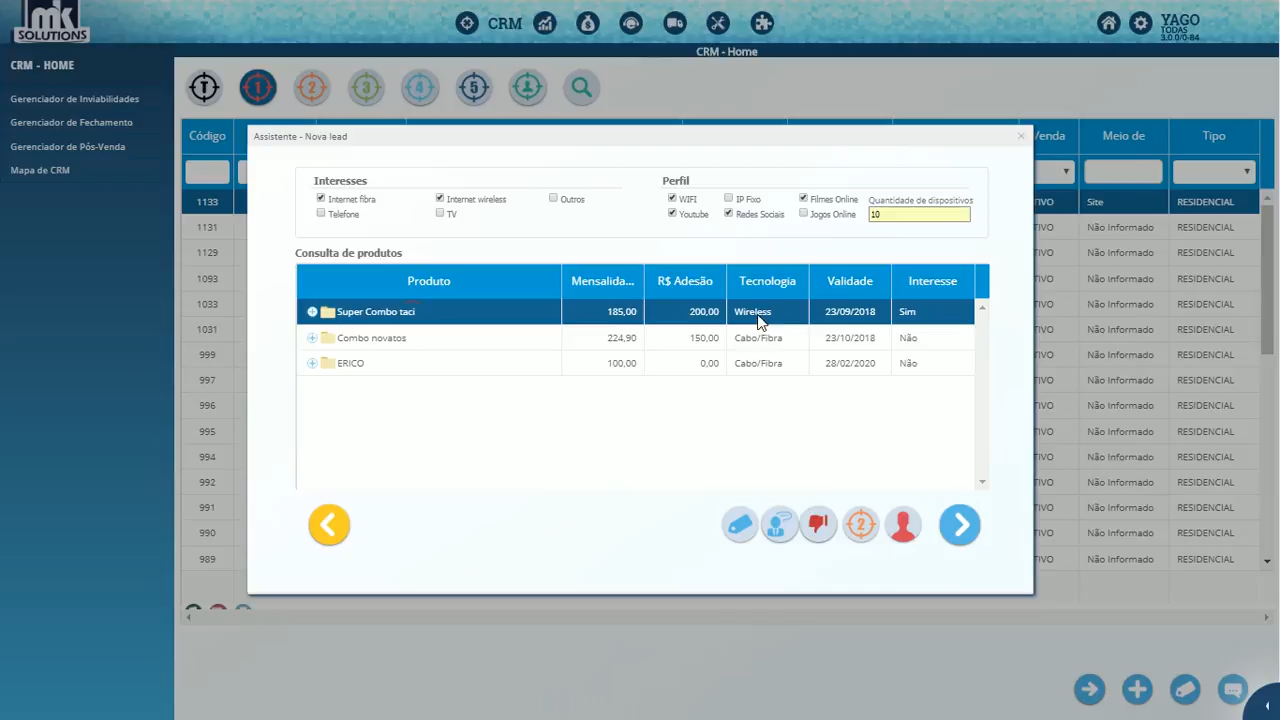 mk
SOLUTIONS
CRM
YAGO
TODAS
3.0.0/0-84
CRM - Home
CRM - HOME
Gerenciador de Inviabilidades
Gerenciador de Fechamento
Gerenciador de Pós-Venda
Mapa de CRM
T 1 2 3 4 5
Código
Venda
Meio de
Tipo
Assistente - Nova lead
Interesses
Perfil
Internet fibra
Internet wireless
Outros
WIFI
IP Fixo
Filmes Online
Quantidade de dispositivos
Telefone
TV
Youtube
Redes Sociais
Jogos Online
10
Consulta de produtos
Produto Mensalida... R$ Adesão Tecnologia Validade Interesse
Super Combo taci 185,00 200,00 Wireless 23/09/2018 Sim
Combo novatos 224,90 150,00 Cabo/Fibra 23/10/2018 Não
ERICO 100,00 0,00 Cabo/Fibra 28/02/2020 Não
2
1133 TIVO Site RESIDENCIAL
1131 TIVO Não Informado RESIDENCIAL
1129 TIVO Não Informado RESIDENCIAL
1093 TIVO Não Informado RESIDENCIAL
1033 TIVO Não Informado RESIDENCIAL
1031 TIVO Não Informado RESIDENCIAL
999 TIVO Não Informado RESIDENCIAL
997 TIVO Não Informado RESIDENCIAL
996 TIVO Não Informado RESIDENCIAL
995 TIVO Não Informado RESIDENCIAL
994 TIVO Não Informado RESIDENCIAL
992 TIVO Não Informado RESIDENCIAL
991 TIVO Não Informado RESIDENCIAL
990 TIVO Não Informado RESIDENCIAL
989 TIVO Não Informado RESIDENCIAL